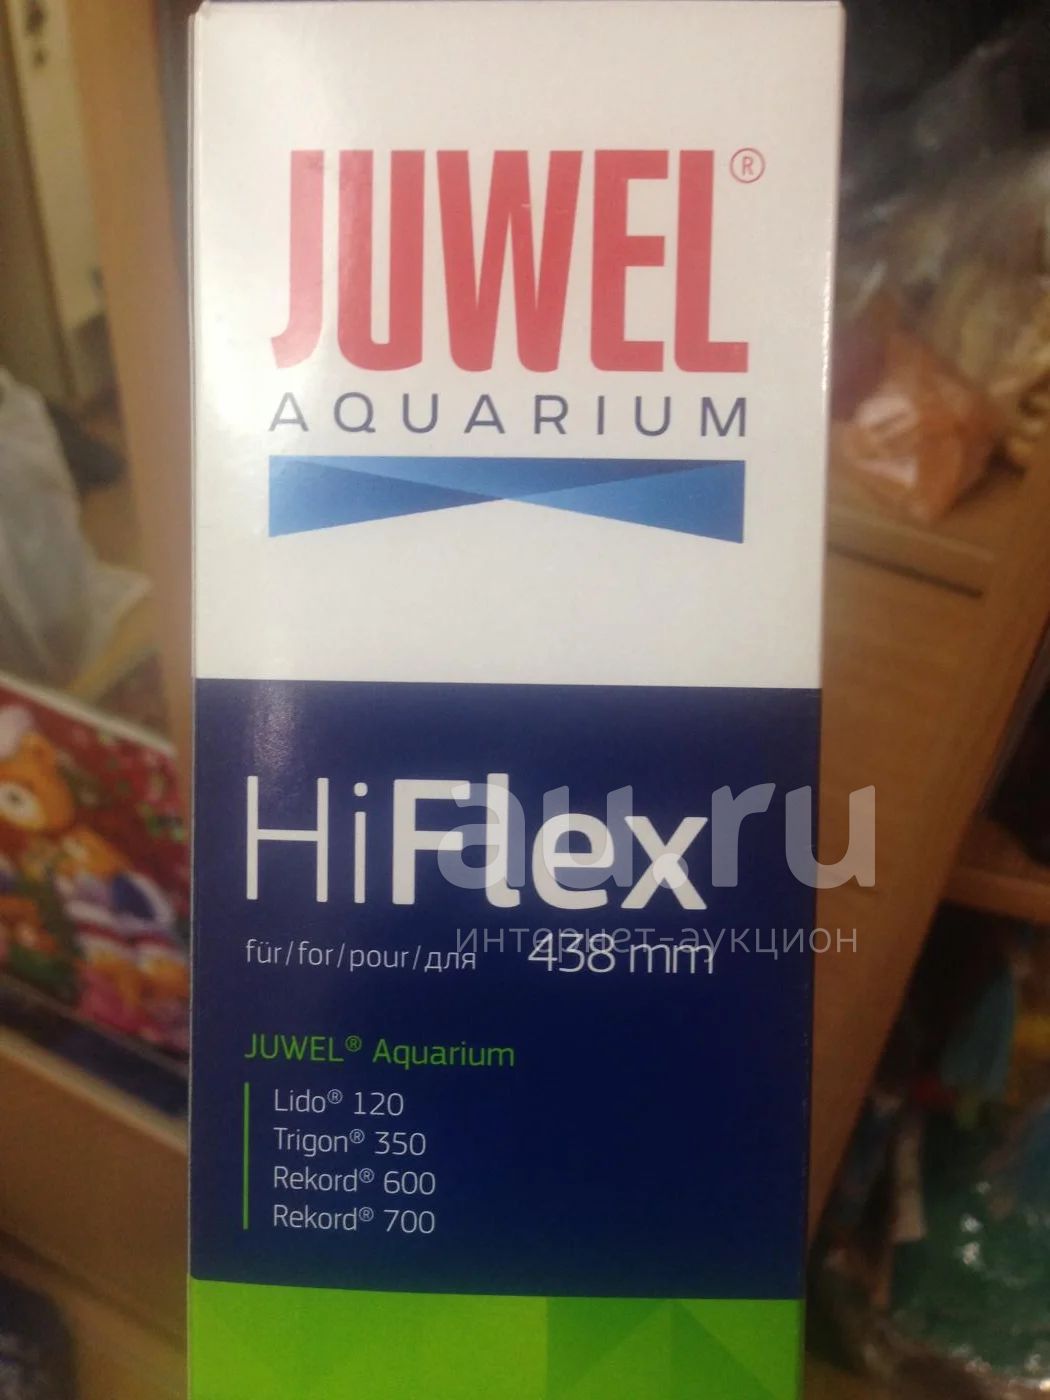 JUWEL®
AQUARIUM
HiFlex
au.ru
für/for/pour/для 438 mm
интернет-аукцион
JUWEL® Aquarium
Lido® 120
Trigon® 350
Rekord® 600
Rekord® 700